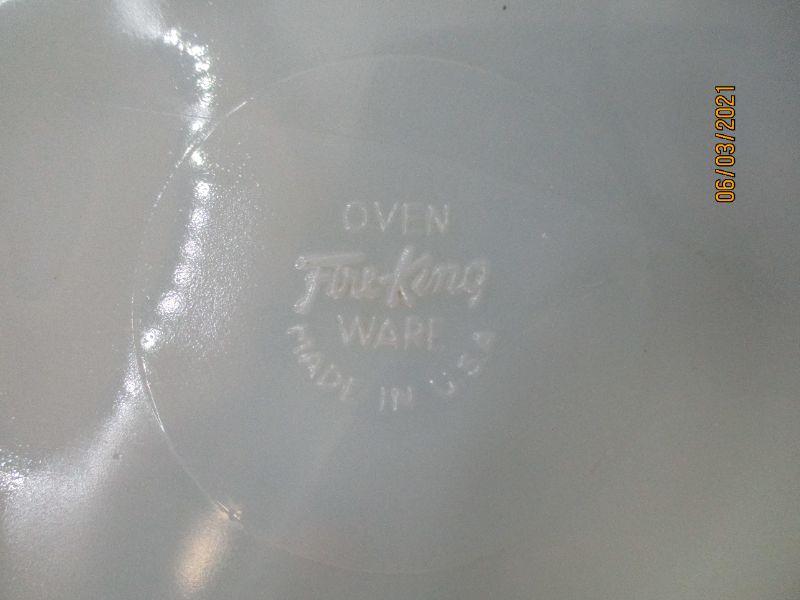 OVEN
Fire-King
WARE
MADE IN U.S.A
06/03/2021